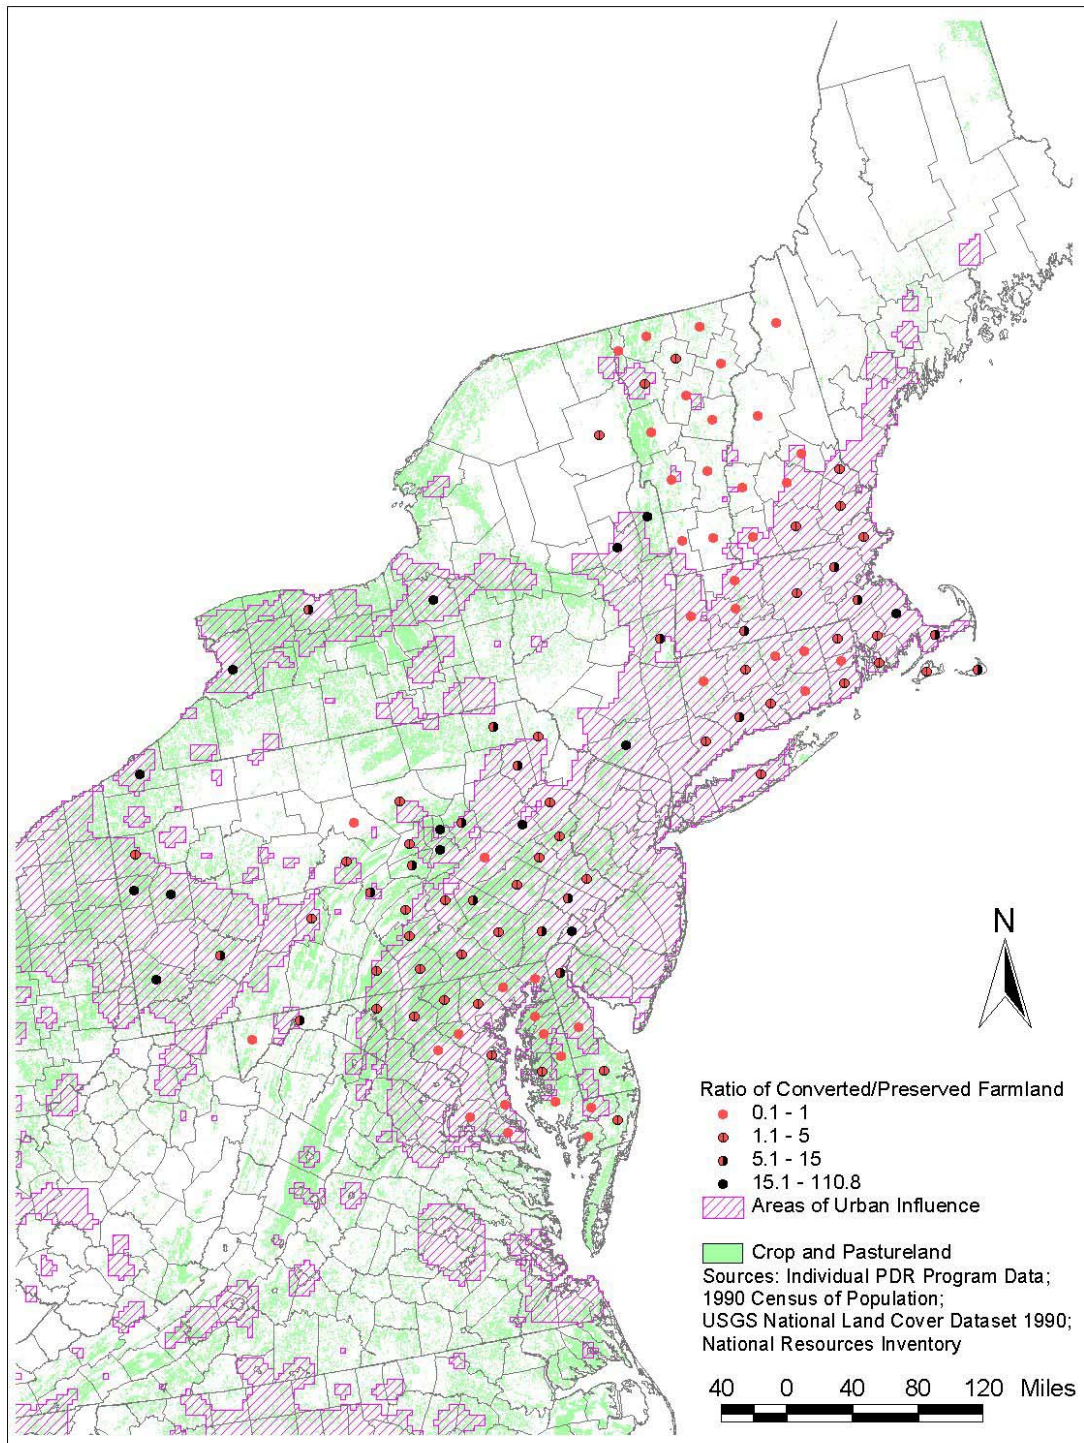 N
Ratio of Converted/Preserved Farmland
0.1 - 1
1.1 - 5
5.1 - 15
15.1 - 110.8
Areas of Urban Influence
Crop and Pastureland
Sources: Individual PDR Program Data;
1990 Census of Population;
USGS National Land Cover Dataset 1990;
National Resources Inventory
40 0 40 80 120 Miles